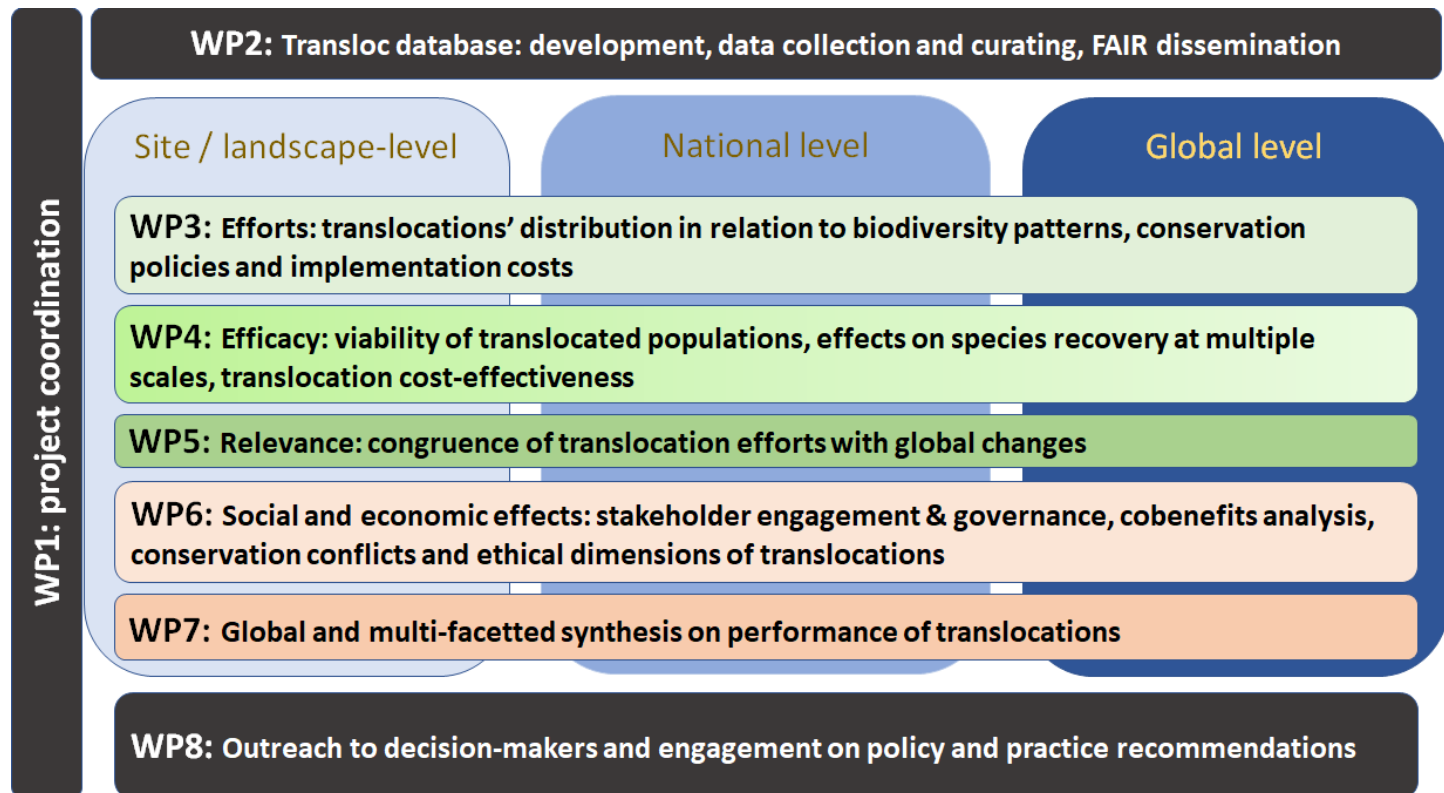 WP1: project coordination
WP2: Transloc database: development, data collection and curating, FAIR dissemination
Site / landscape-level
National level
Global level
WP3: Efforts: translocations’ distribution in relation to biodiversity patterns, conservation
policies and implementation costs
WP4: Efficacy: viability of translocated populations, effects on species recovery at multiple
scales, translocation cost-effectiveness
WP5: Relevance: congruence of translocation efforts with global changes
WP6: Social and economic effects: stakeholder engagement & governance, cobenefits analysis,
conservation conflicts and ethical dimensions of translocations
WP7: Global and multi-facetted synthesis on performance of translocations
WP8: Outreach to decision-makers and engagement on policy and practice recommendations